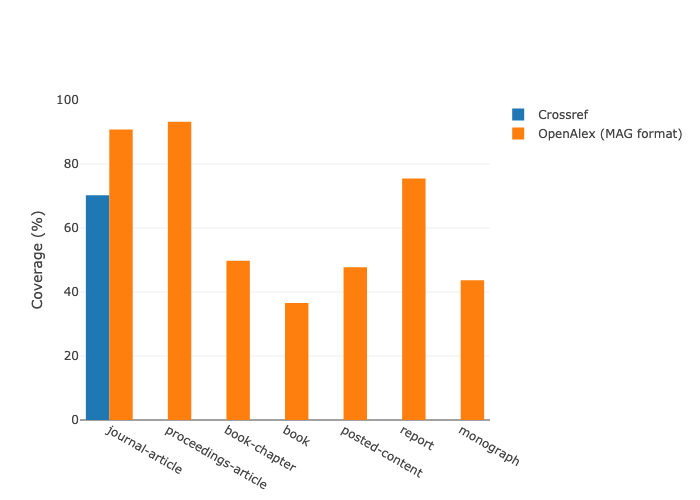 100
80
60
40
20
0
Coverage (%)
journal-article
proceedings-article
book-chapter
book
posted-content
report
monograph
Crossref
OpenAlex (MAG format)